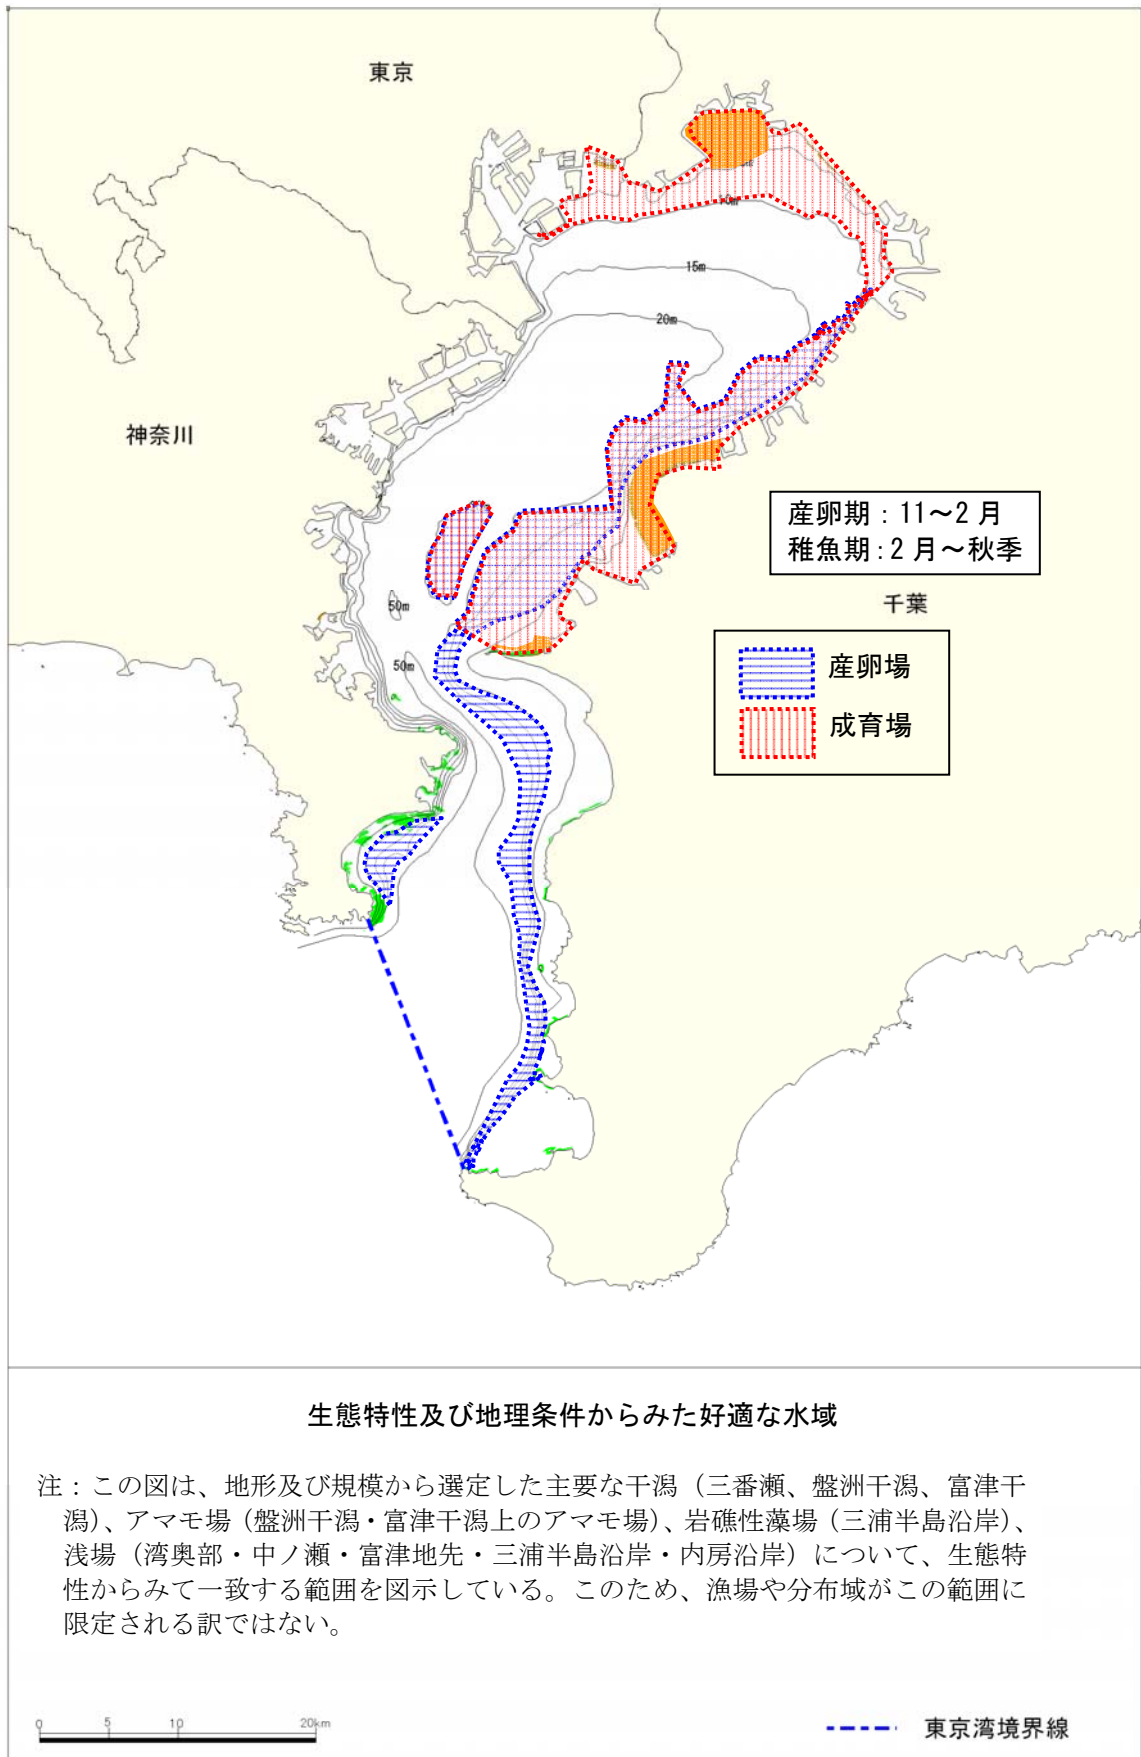 東京
10m
15m
20m
神奈川
産卵期：11～2月
稚魚期：2月～秋季
千葉
50m
50m
産卵場
成育場
生態特性及び地理条件からみた好適な水域
注：この図は、地形及び規模から選定した主要な干潟（三番瀬、盤洲干潟、富津干
潟）、アマモ場（盤洲干潟・富津干潟上のアマモ場）、岩礁性藻場（三浦半島沿岸）、
浅場（湾奥部・中ノ瀬・富津地先・三浦半島沿岸・内房沿岸）について、生態特
性からみて一致する範囲を図示している。このため、漁場や分布域がこの範囲に
限定される訳ではない。
0 5 10 20km
東京湾境界線